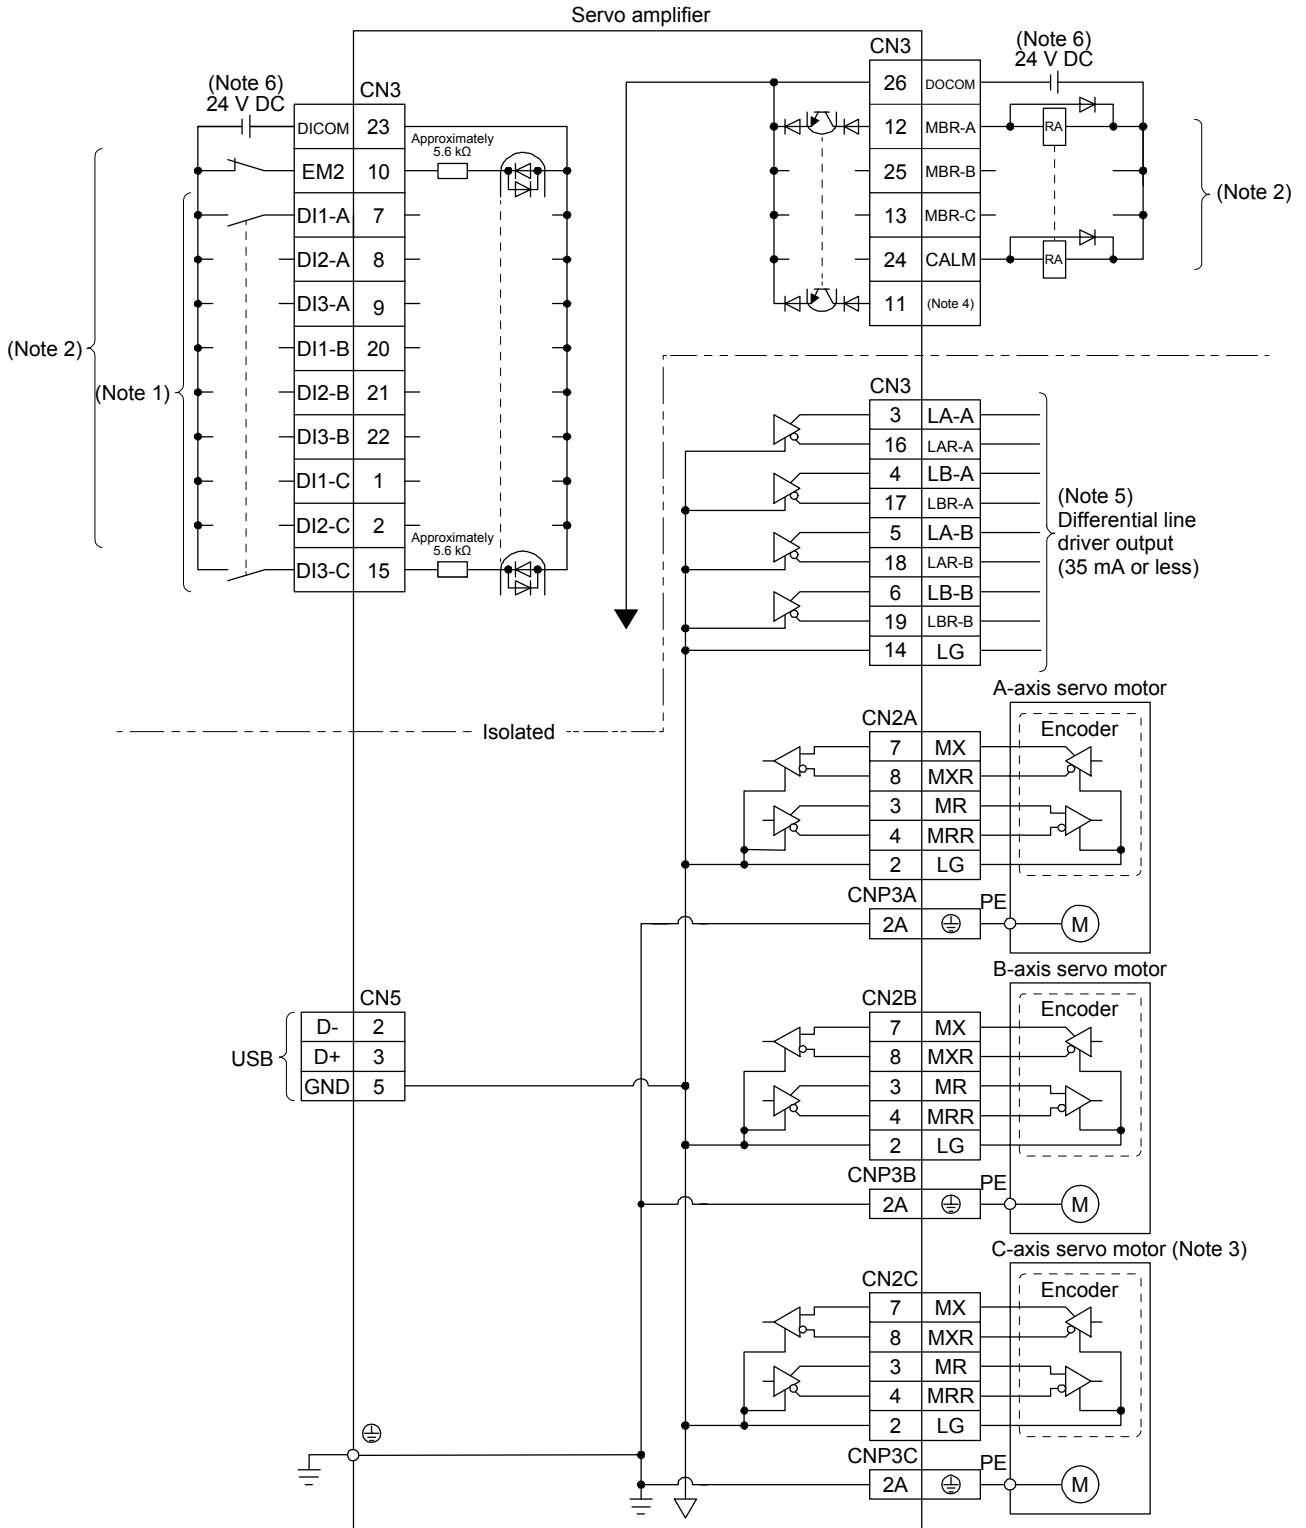 Servo amplifier
(Note 6)
24 V DC
CN3
DICOM 23
EM2 10
DI1-A 7
DI2-A 8
DI3-A 9
DI1-B 20
DI2-B 21
DI3-B 22
DI1-C 1
DI2-C 2
DI3-C 15
Approximately
5.6 kΩ
Approximately
5.6 kΩ
(Note 2)
(Note 1)
CN3
(Note 6)
24 V DC
26 DOCOM
12 MBR-A RA
25 MBR-B
13 MBR-C
24 CALM RA
11 (Note 4)
(Note 2)
CN3
3 LA-A
16 LAR-A
4 LB-A
17 LBR-A
5 LA-B
18 LAR-B
6 LB-B
19 LBR-B
14 LG
(Note 5)
Differential line
driver output
(35 mA or less)
Isolated
A-axis servo motor
CN2A
Encoder
7 MX
8 MXR
3 MR
4 MRR
2 LG
CNP3A
PE
2A
M
B-axis servo motor
CN5
D- 2
D+ 3
GND 5
USB
CN2B
Encoder
7 MX
8 MXR
3 MR
4 MRR
2 LG
CNP3B
PE
2A
M
C-axis servo motor (Note 3)
CN2C
Encoder
7 MX
8 MXR
3 MR
4 MRR
2 LG
CNP3C
PE
2A
M